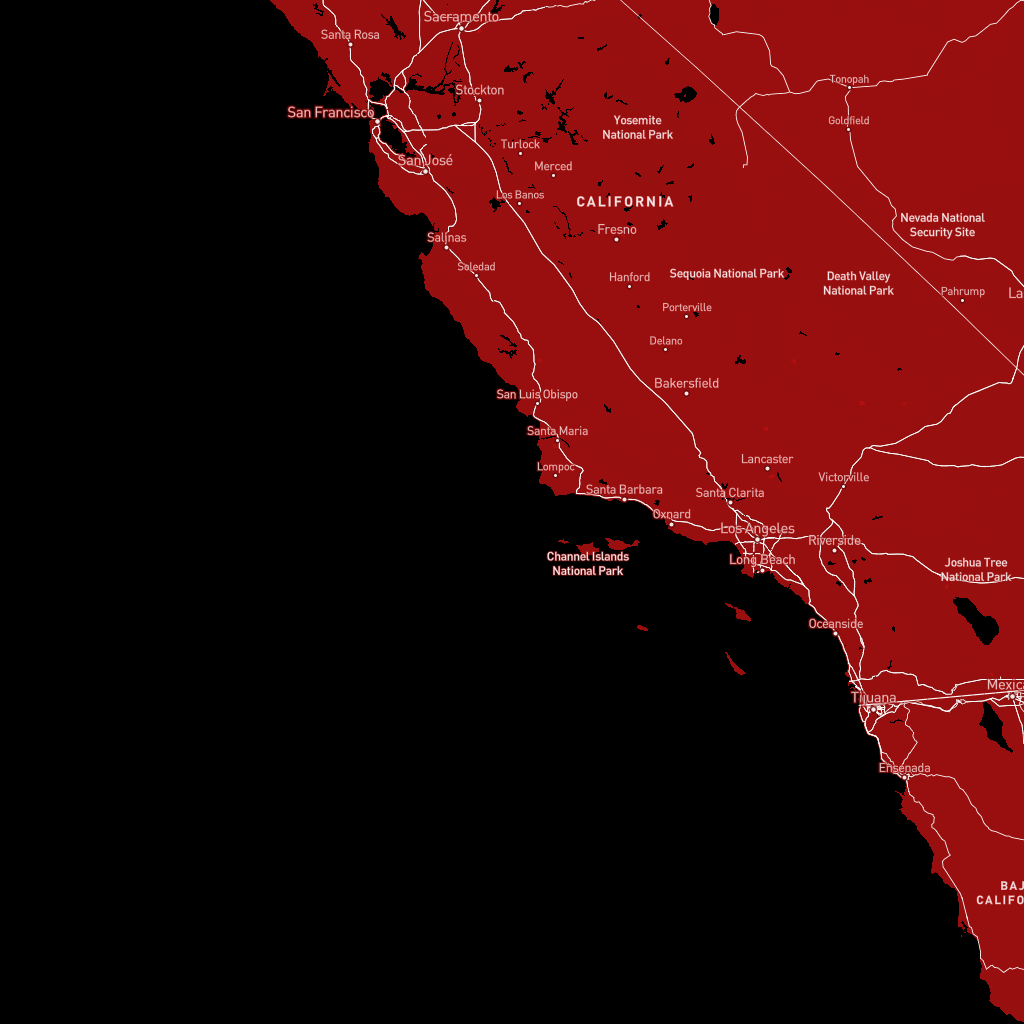 Sacramento
Santa Rosa
Tonopah
Stockton
San Francisco
Goldfield
Yosemite
National Park
Turlock
San José
Merced
Los Banos
CALIFORNIA
Nevada National
Security Site
Fresno
Salinas
Soledad
Sequoia National Park
Hanford
Death Valley
National Park
Pahrump
La
Porterville
Delano
Bakersfield
San Luis Obispo
Santa Maria
Lancaster
Lompoc
Victorville
Santa Barbara
Santa Clarita
Oxnard
Los Angeles
Riverside
Channel Islands
National Park
Long Beach
Joshua Tree
National Park
Oceanside
Mexica
Tijuana
Ensenada
BAJ
CALIFO